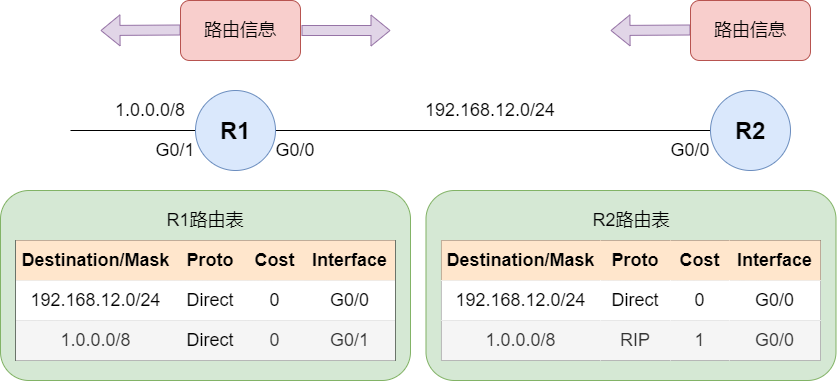 路由信息
路由信息
1.0.0.0/8
192.168.12.0/24
R1
R2
G0/1
G0/0
G0/0
R1路由表
Destination/Mask Proto Cost Interface
192.168.12.0/24 Direct 0 G0/0
1.0.0.0/8 Direct 0 G0/1
R2路由表
Destination/Mask Proto Cost Interface
192.168.12.0/24 Direct 0 G0/0
1.0.0.0/8 RIP 1 G0/0